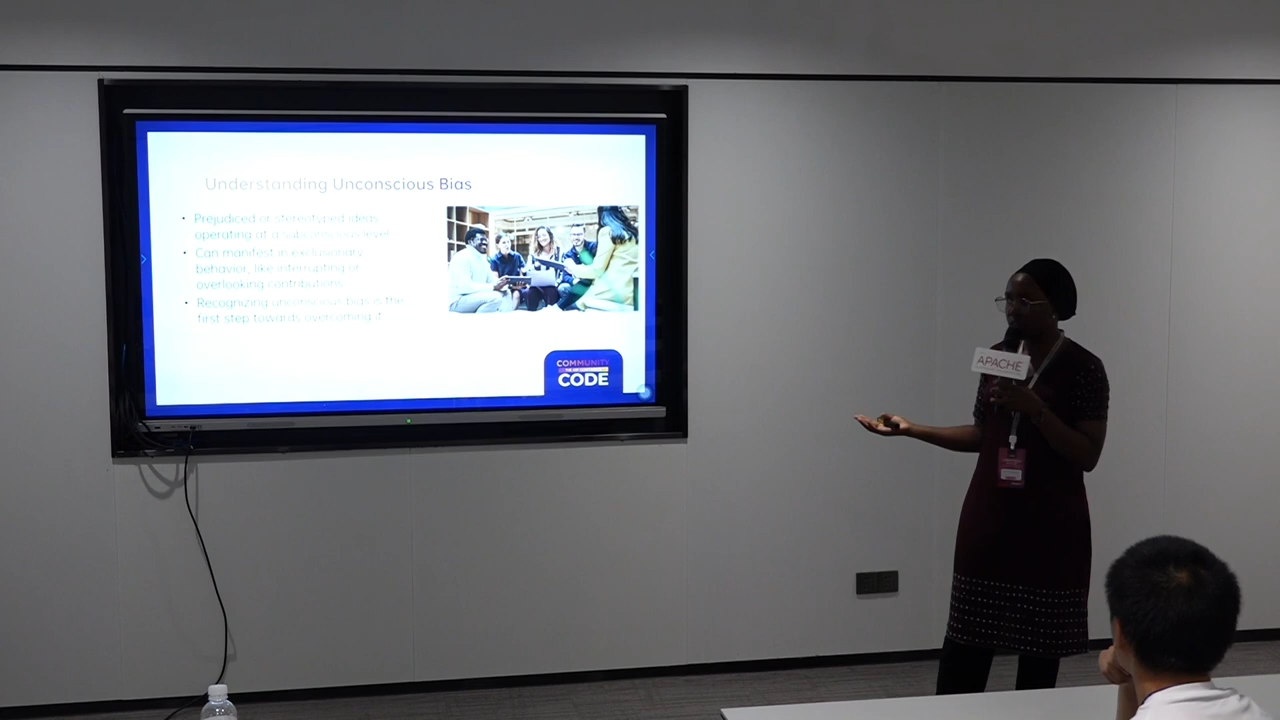 Understanding Unconscious Bias
• Prejudiced or stereotyped ideas
operating at a subconscious level
• Can manifest in exclusionary
behavior, like interrupting or
overlooking contributions
• Recognizing unconscious bias is the
first step towards overcoming it
COMMUNITY
CODE
APACHE